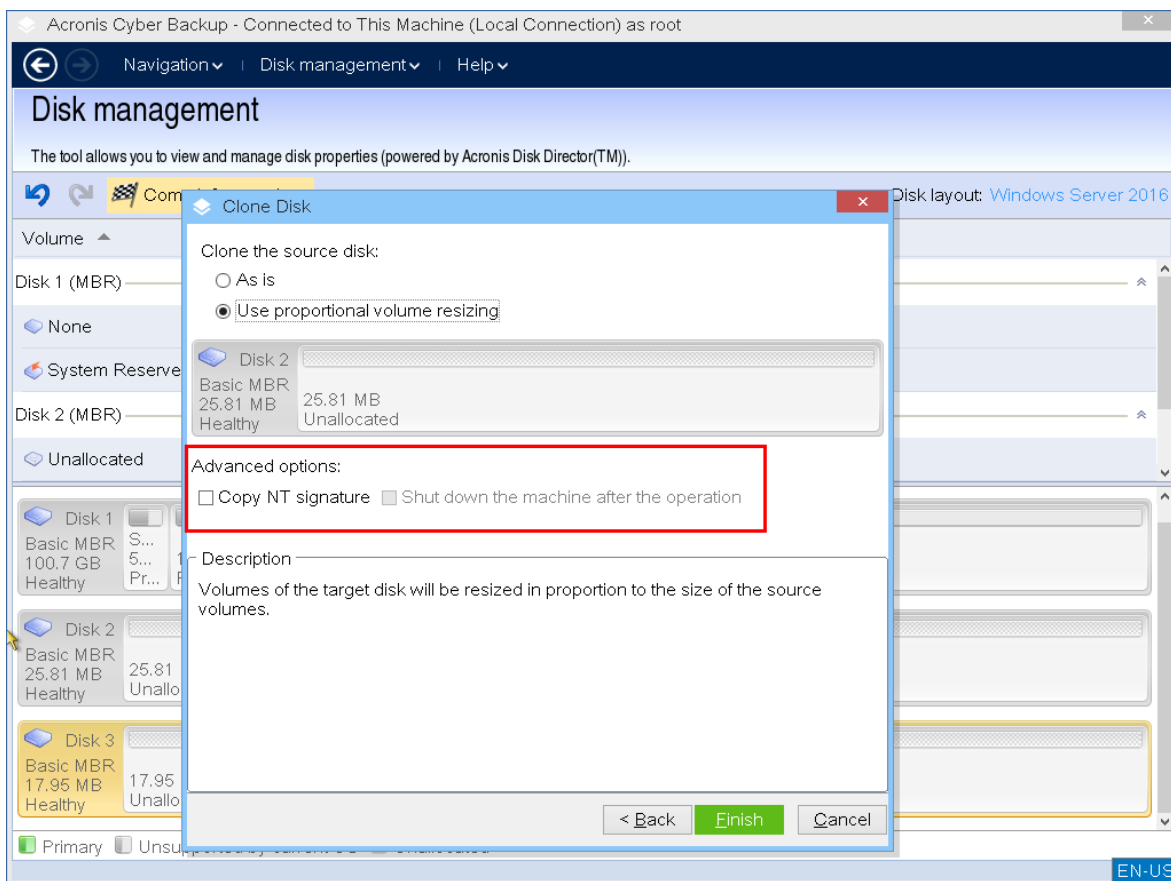 Acronis Cyber Backup - Connected to This Machine (Local Connection) as root
Navigation Disk management Help
Disk management
The tool allows you to view and manage disk properties (powered by Acronis Disk Director(TM)).
Com Disk layout: Windows Server 2016
Clone Disk
Volume
Clone the source disk:
As is
Disk 1 (MBR)
Use proportional volume resizing
None
Disk 2
System Reserve
Basic MBR
25.81 MB 25.81 MB
Healthy Unallocated
Disk 2 (MBR)
Unallocated
Advanced options:
Copy NT signature Shut down the machine after the operation
Disk 1
Basic MBR S...
100.7 GB 5... 1
Healthy Pr... F
Description
Volumes of the target disk will be resized in proportion to the size of the source
volumes.
Disk 2
Basic MBR
25.81 MB 25.81
Healthy Unallo
Disk 3
Basic MBR
17.95 MB 17.95
Healthy Unallo
< Back Finish Cancel
Primary Unsu
EN-US